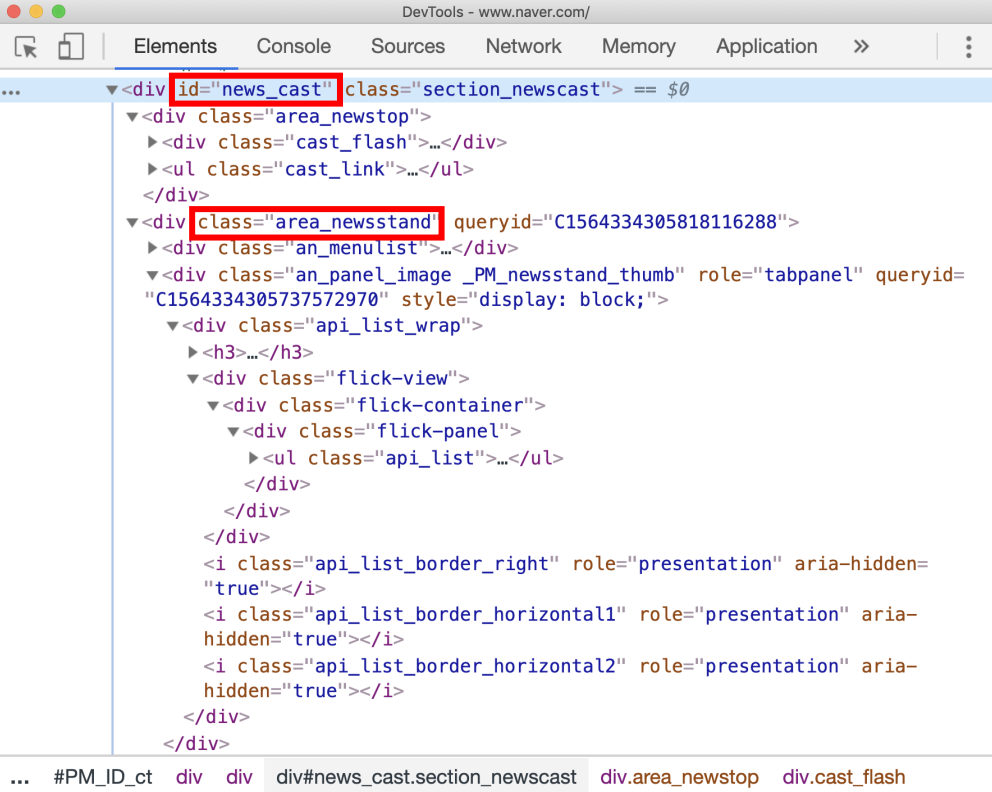 DevTools - www.naver.com/
Elements Console Sources Network Memory Application »
… ▼<div id="news_cast" class="section_newscast"> == $0
▼<div class="area_newstop">
▶<div class="cast_flash">…</div>
▶<ul class="cast_link">…</ul>
</div>
▼<div class="area_newsstand" queryid="C1564334305818116288">
▶<div class="an_menulist">…</div>
▼<div class="an_panel_image _PM_newsstand_thumb" role="tabpanel" queryid=
"C1564334305737572970" style="display: block;">
▼<div class="api_list_wrap">
▶<h3>…</h3>
▼<div class="flick-view">
▼<div class="flick-container">
▼<div class="flick-panel">
▶<ul class="api_list">…</ul>
</div>
</div>
</div>
<i class="api_list_border_right" role="presentation" aria-hidden=
"true"></i>
<i class="api_list_border_horizontal1" role="presentation" aria-
hidden="true"></i>
<i class="api_list_border_horizontal2" role="presentation" aria-
hidden="true"></i>
</div>
</div>
… #PM_ID_ct div div div#news_cast.section_newscast div.area_newstop div.cast_flash